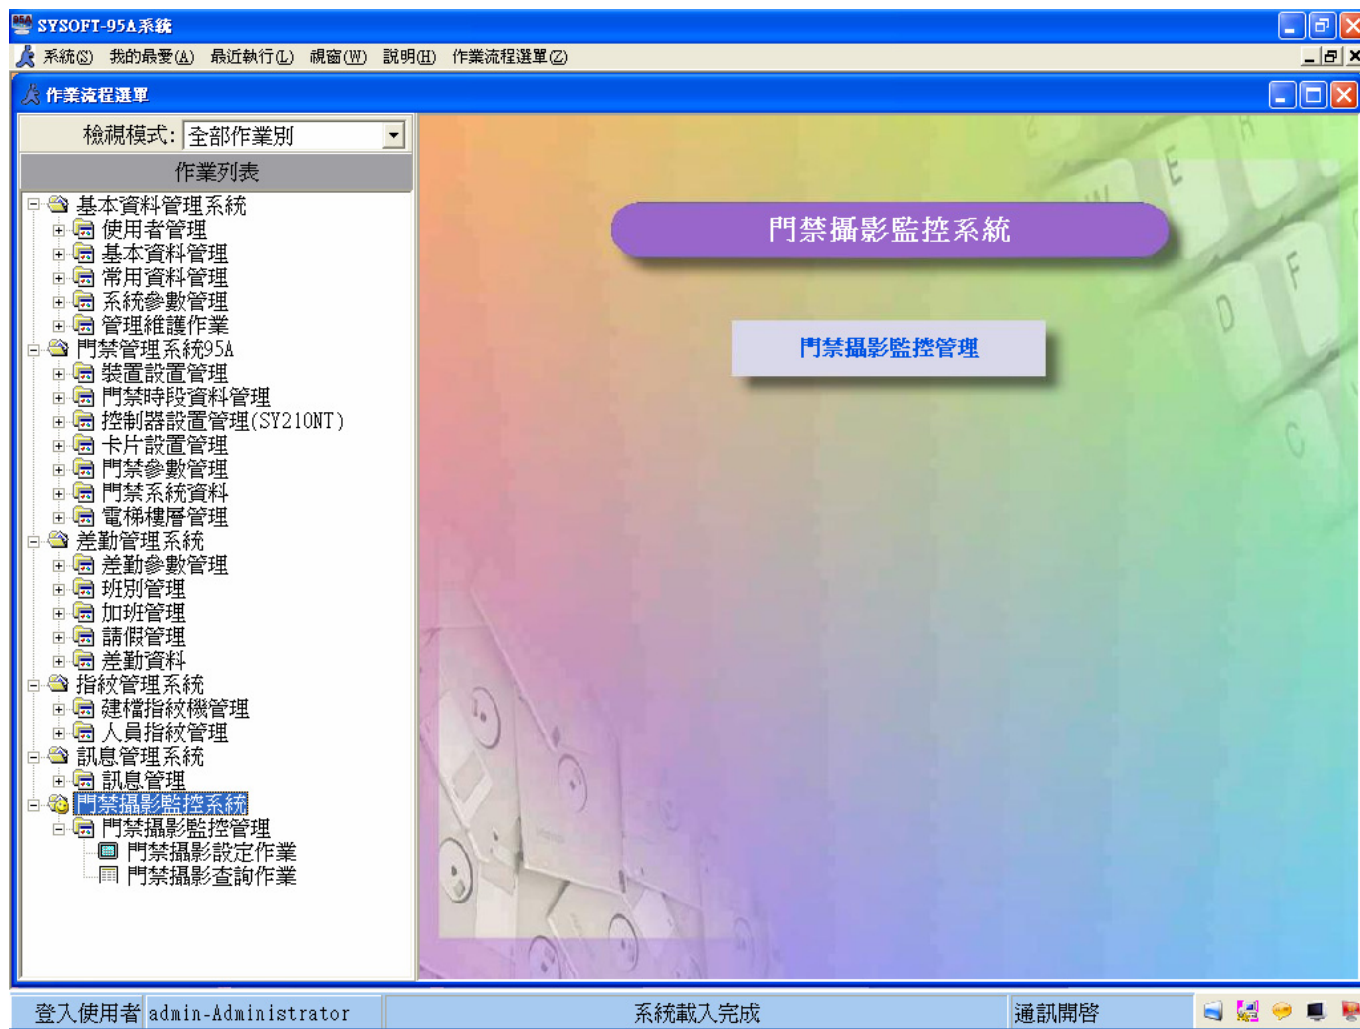 SYSOFT-95A系統
系統(S) 我的最愛(A) 最近執行(L) 視窗(W) 說明(H) 作業流程選單(Z)
作業流程選單
檢視模式: 全部作業別
作業列表
基本資料管理系統
使用者管理
基本資料管理
常用資料管理
系統參數管理
管理維護作業
門禁管理系統95A
裝置設置管理
門禁時段資料管理
控制器設置管理(SY210NT)
卡片設置管理
門禁參數管理
門禁系統資料
電梯樓層管理
差勤管理系統
差勤參數管理
班別管理
加班管理
請假管理
差勤資料
指紋管理系統
建檔指紋機管理
人員指紋管理
訊息管理系統
訊息管理
門禁攝影監控系統
門禁攝影監控管理
門禁攝影設定作業
門禁攝影查詢作業
門禁攝影監控系統
門禁攝影監控管理
登入使用者 admin-Administrator 系統載入完成 通訊開啓